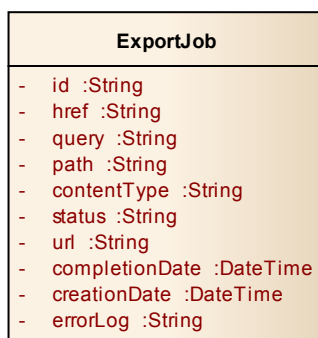 ExportJob
- id :String
- href :String
- query :String
- path :String
- contentType :String
- status :String
- url :String
- completionDate :DateTime
- creationDate :DateTime
- errorLog :String